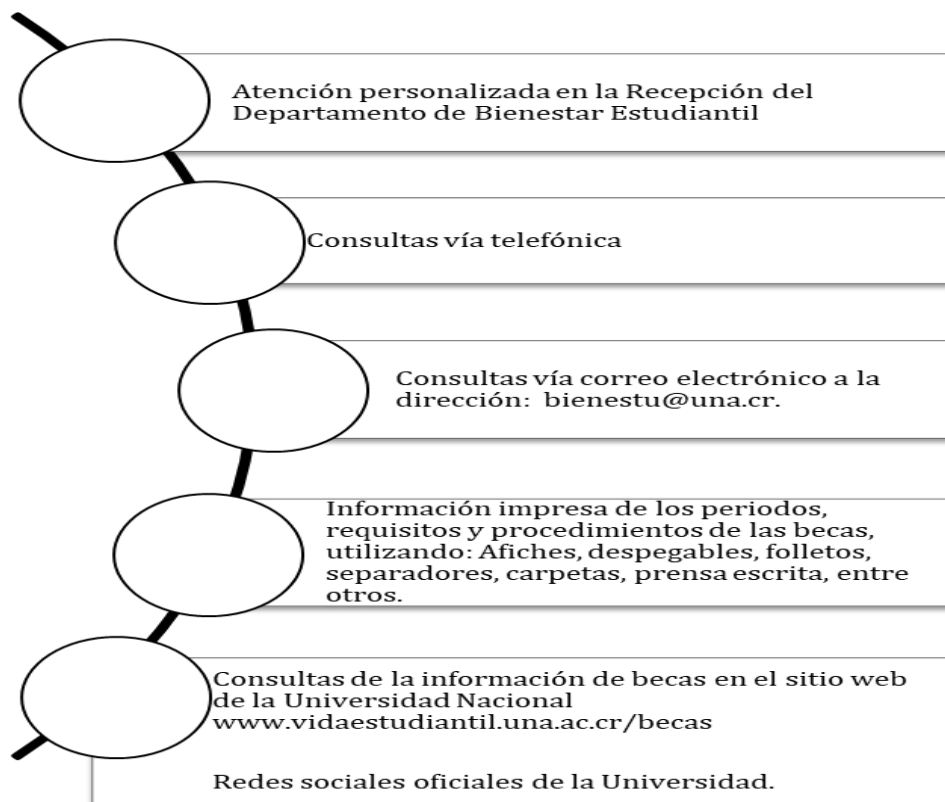 Atención personalizada en la Recepción del
Departamento de Bienestar Estudiantil
Consultas vía telefónica
Consultas vía correo electrónico a la
dirección:  bienestu@una.cr.
Información impresa de los periodos,
requisitos y procedimientos de las becas,
utilizando: Afiches, despegables, folletos,
separadores, carpetas, prensa escrita, entre
otros.
Consultas de la información de becas en el sitio web
de la Universidad Nacional
www.vidaestudiantil.una.ac.cr/becas
Redes sociales oficiales de la Universidad.